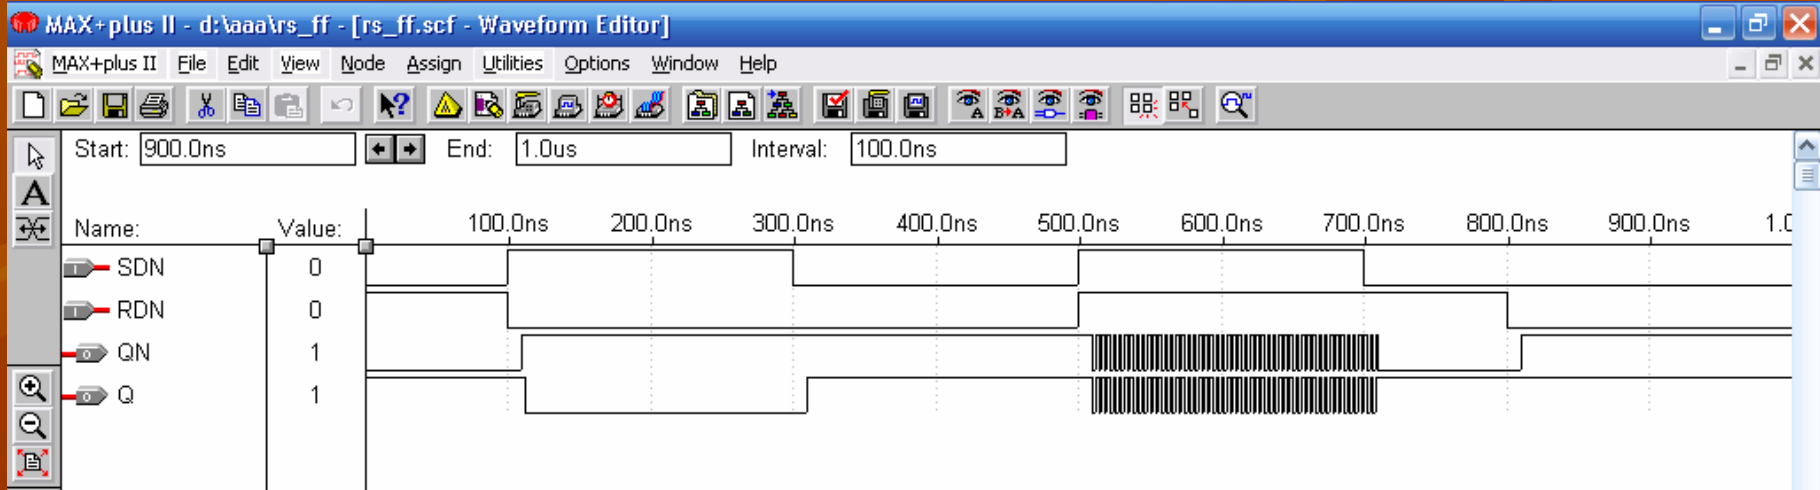 MAX+plus II - d:\aaa\rs_ff - [rs_ff.scf - Waveform Editor]
MAX+plus II File Edit View Node Assign Utilities Options Window Help
Start: 900.0ns End: 1.0us Interval: 100.0ns
Name: Value: 100.0ns 200.0ns 300.0ns 400.0ns 500.0ns 600.0ns 700.0ns 800.0ns 900.0ns 1.0
SDN 0
RDN 0
QN 1
Q 1